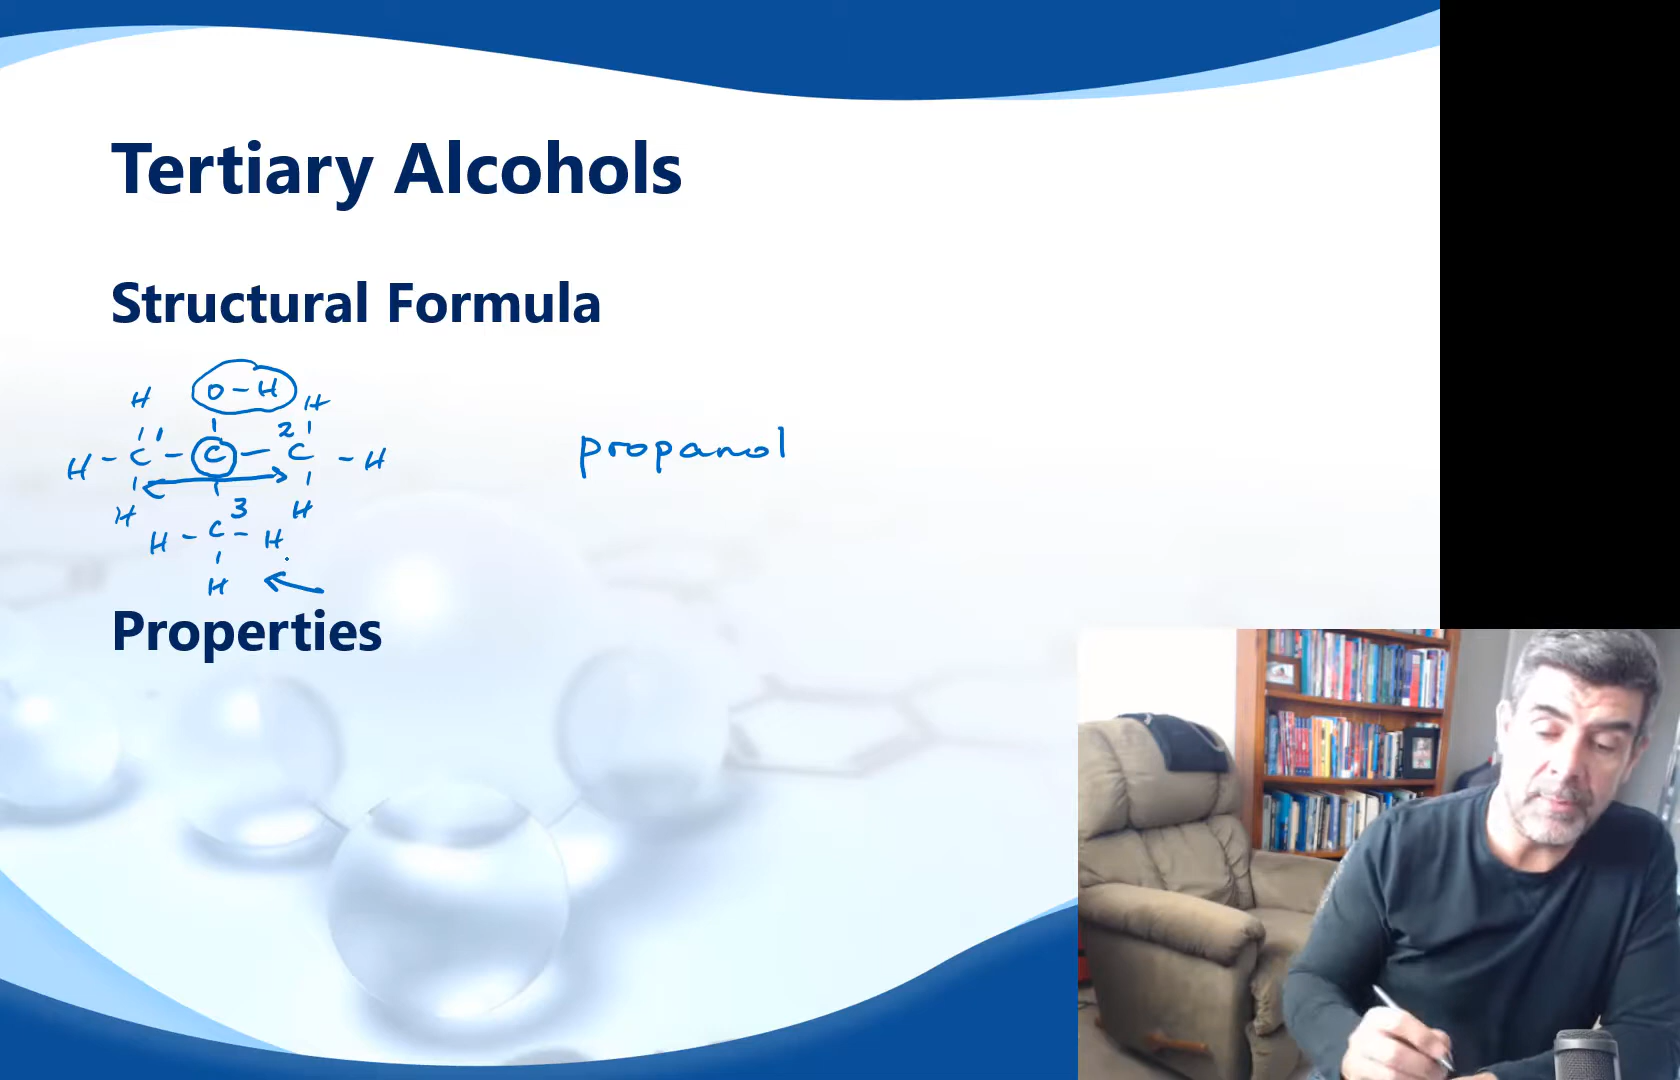 Tertiary Alcohols
Structural Formula
H O - H H
H - C - C - C - H
1 2
H 3 H
H - C - H
H
propanol
Properties